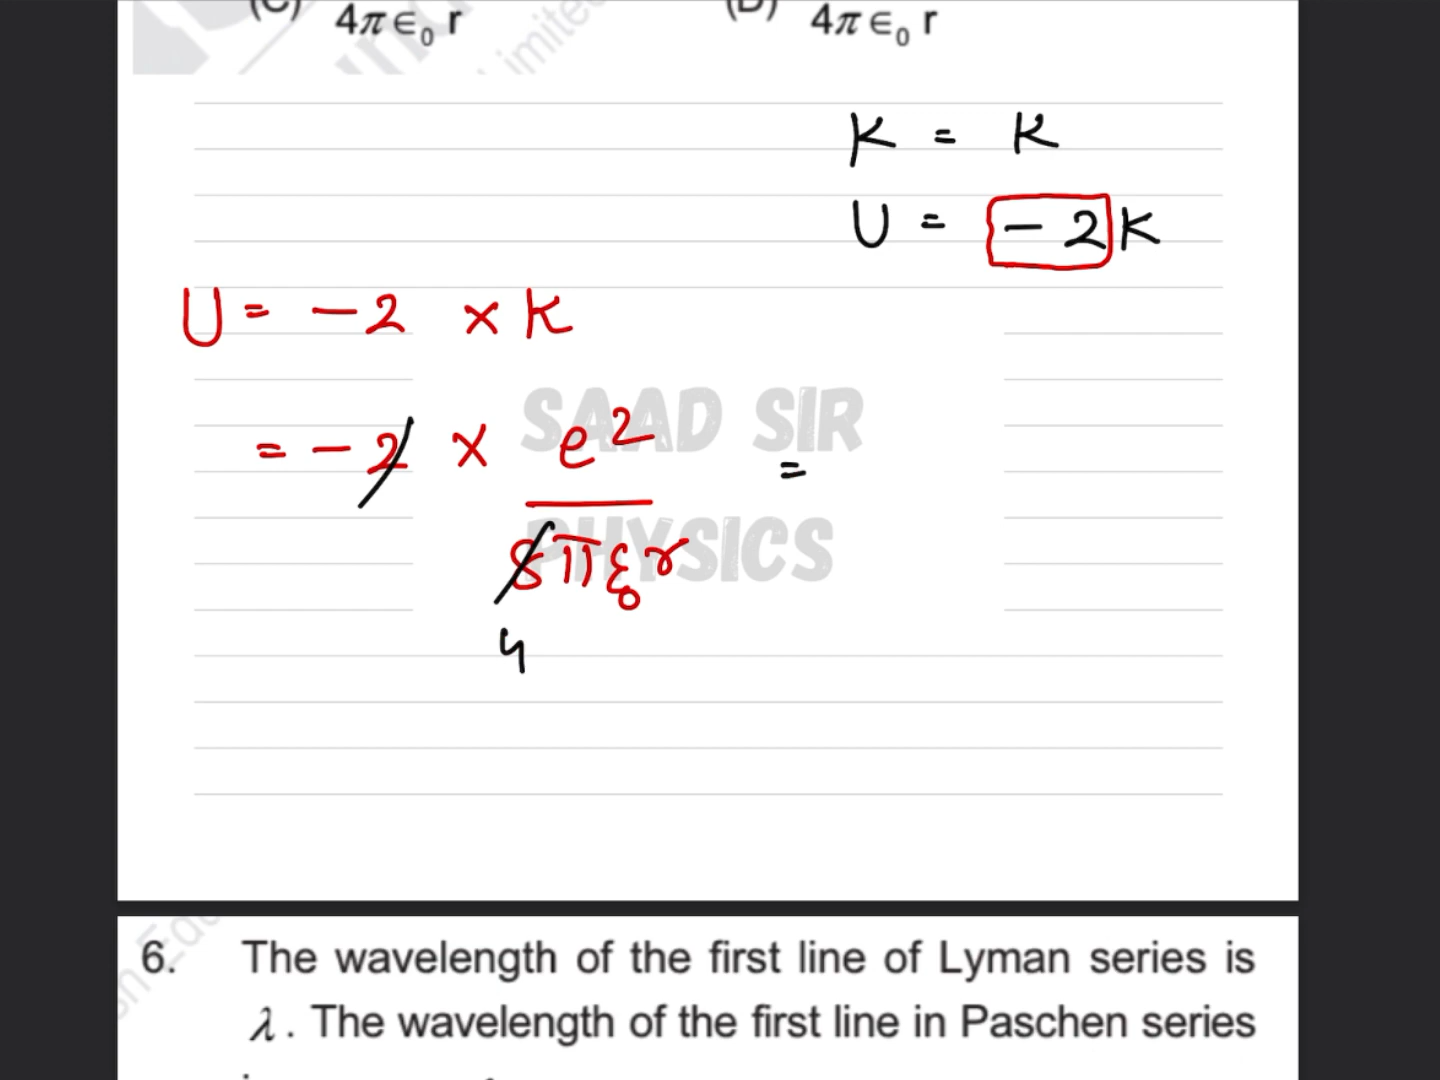 (C) 4π∈₀ r (D) 4π∈₀ r
K = K
U = -2K
U = -2 × K
= -2 × e² / 8πε₀r =
4
SAAD SIR
PHYSICS
6. The wavelength of the first line of Lyman series is
λ. The wavelength of the first line in Paschen series